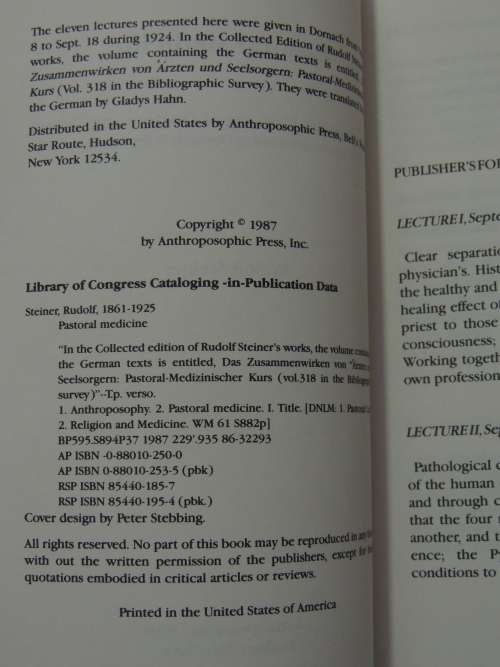 The eleven lectures presented here were given in Dornach from
8 to Sept. 18 during 1924. In the Collected Edition of Rudolf
works, the volume containing the German texts is entitled,
Zusammenwirken von Ärzten und Seelsorgern: Pastoral-Medizinischer
Kurs (Vol. 318 in the Bibliographic Survey). They were translated
the German by Gladys Hahn.
Distributed in the United States by Anthroposophic Press, Bell's
Star Route, Hudson,
New York 12534.
Copyright © 1987
by Anthroposophic Press, Inc.
Library of Congress Cataloging -in-Publication Data
Steiner, Rudolf, 1861-1925
Pastoral medicine
"In the Collected edition of Rudolf Steiner's works, the volume
the German texts is entitled, Das Zusammenwirken von "Ärzten
Seelsorgern: Pastoral-Medizinischer Kurs (vol.318 in the Bibliographic
survey)"--T.p. verso.
1. Anthroposophy. 2. Pastoral medicine. I. Title. [DNLM: 1. Pastoral
2. Religion and Medicine. WM 61 S882p]
BP595.S894P37 1987 229'.935 86-32293
AP ISBN -0-88010-250-0
AP ISBN 0-88010-253-5 (pbk)
RSP ISBN 85440-185-7
RSP ISBN 85440-195-4 (pbk.)
Cover design by Peter Stebbing.
All rights reserved. No part of this book may be reproduced in any
with out the written permission of the publishers, except for
quotations embodied in critical articles or reviews.
Printed in the United States of America
PUBLISHER'S FOR
LECTURE I, Septe
Clear separatio
physician's. Hist
the healthy and
healing effect of
priest to those
consciousness;
Working togeth
own profession
LECTURE II, Sep
Pathological c
of the human
and through c
that the four
another, and t
ence; the P
conditions to